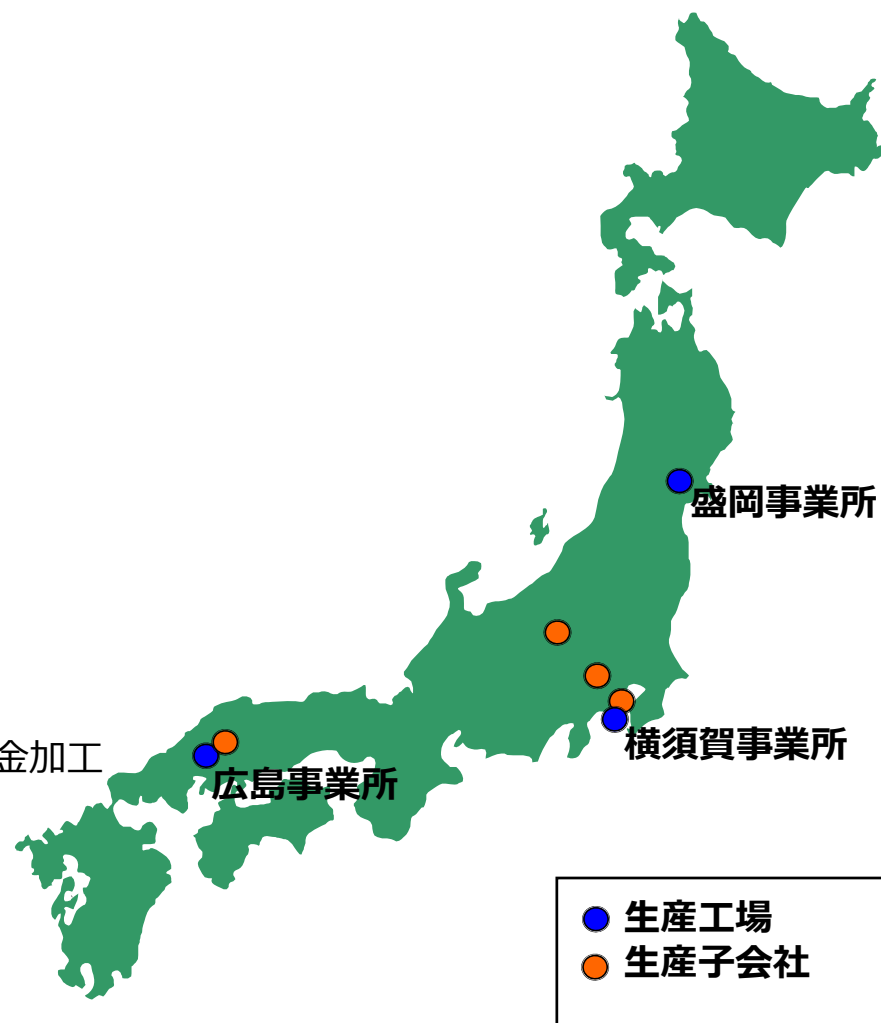 盛岡事業所
横須賀事業所
金加工
広島事業所
生産工場
生産子会社